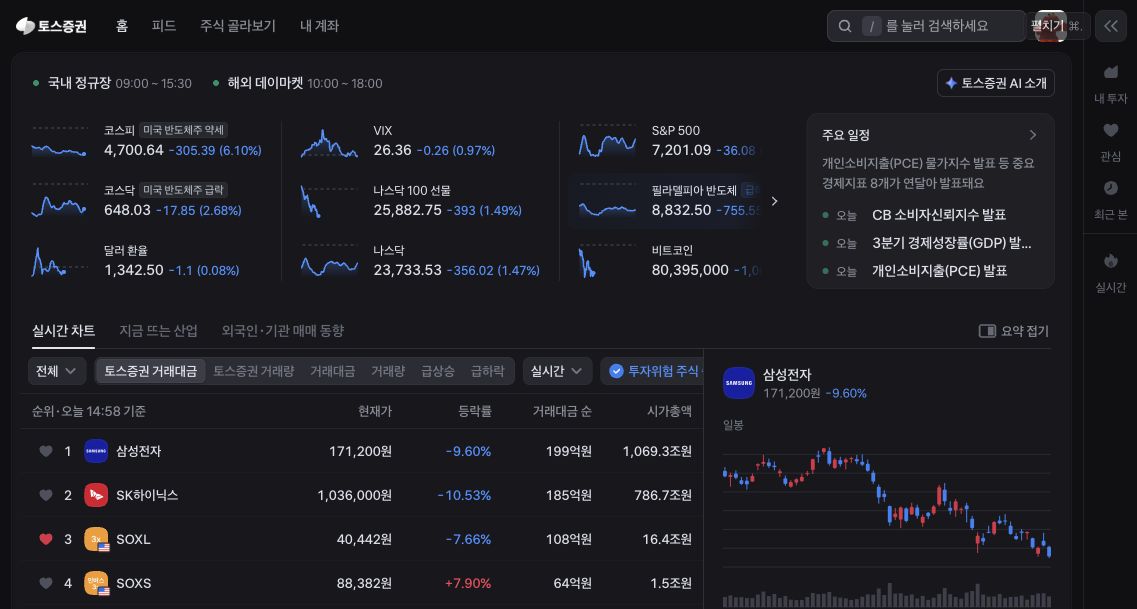 토스증권 홈 피드 주식 골라보기 내 계좌 / 를 눌러 검색하세요 펼치기 ⌘.
국내 정규장 09:00 ~ 15:30 해외 데이마켓 10:00 ~ 18:00 토스증권 AI 소개
코스피 미국 반도체주 약세
4,700.64 -305.39 (6.10%)
코스닥 미국 반도체주 급락
648.03 -17.85 (2.68%)
달러 환율
1,342.50 -1.1 (0.08%)
VIX
26.36 -0.26 (0.97%)
나스닥 100 선물
25,882.75 -393 (1.49%)
나스닥
23,733.53 -356.02 (1.47%)
S&P 500
7,201.09 -36.08
필라델피아 반도체
8,832.50 -755.5
비트코인
80,395,000 -1,0
주요 일정
개인소비지출(PCE) 물가지수 발표 등 중요
경제지표 8개가 연달아 발표돼요
오늘 CB 소비자신뢰지수 발표
오늘 3분기 경제성장률(GDP) 발...
오늘 개인소비지출(PCE) 발표
내 투자
관심
최근 본
실시간
실시간 차트 지금 뜨는 산업 외국인·기관 매매 동향 요약 접기
전체 토스증권 거래대금 토스증권 거래량 거래대금 거래량 급상승 급하락 실시간 투자위험 주식
순위·오늘 14:58 기준 현재가 등락률 거래대금 순 시가총액
1 SAMSUNG 삼성전자 171,200원 -9.60% 199억원 1,069.3조원
2 SK하이닉스 1,036,000원 -10.53% 185억원 786.7조원
3 3x SOXL 40,442원 -7.66% 108억원 16.4조원
4 SOXS 88,382원 +7.90% 64억원 1.5조원
SAMSUNG 삼성전자
171,200원 -9.60%
일봉